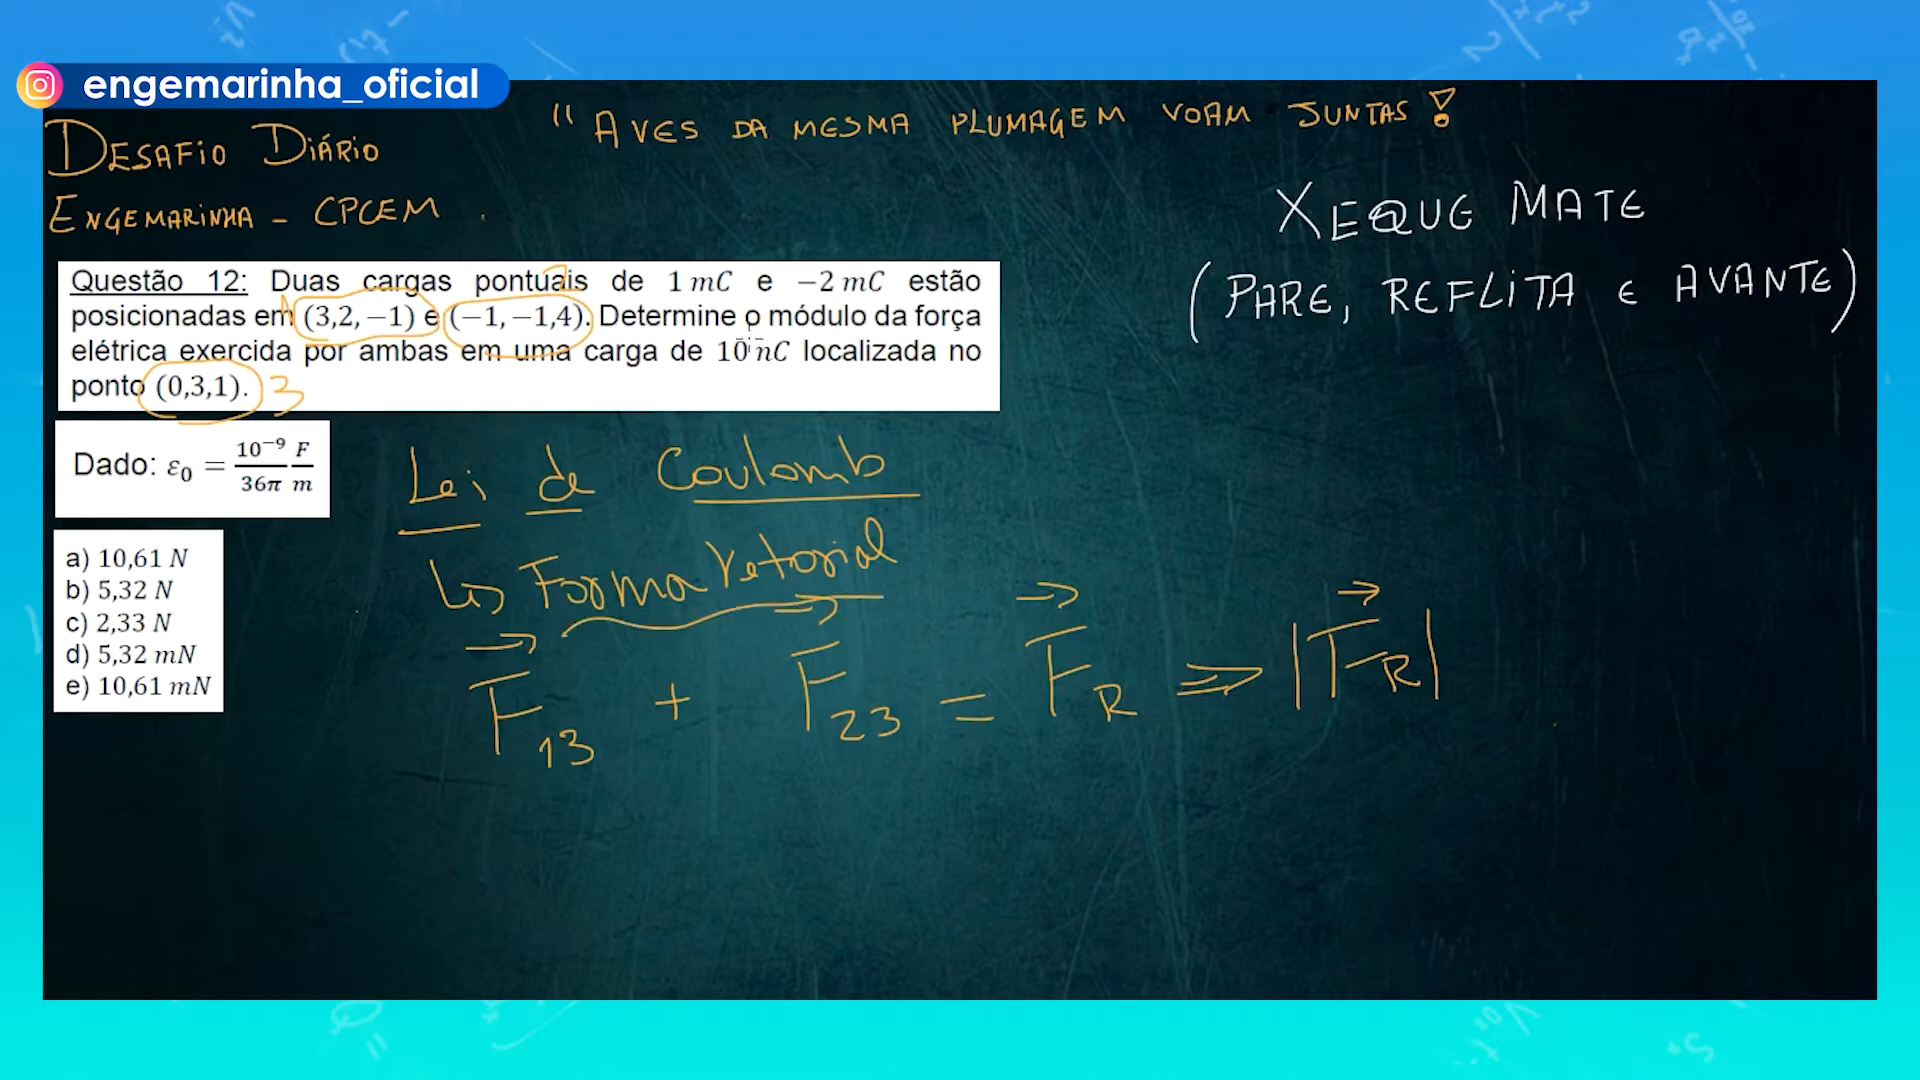 engemarinha_oficial
"AVES DA MESMA PLUMAGEM VOAM JUNTAS!
DESAFIO DIÁRIO
ENGEMARINHA - CPCEM.
XEQUE MATE
(PARE, REFLITA E AVANTE)
Questão 12: Duas cargas pontuais de 1 mC e −2 mC estão
posicionadas em (3,2,−1) e (−1,−1,4). Determine o módulo da força
elétrica exercida por ambas em uma carga de 10 nC localizada no
ponto (0,3,1). 3
Dado: ε₀ = 10⁻⁹/36π F/m
Lei de Coulomb
↳ Forma Vetorial
a) 10,61 N
b) 5,32 N
c) 2,33 N
d) 5,32 mN
e) 10,61 mN
F⃗₁₃ + F⃗₂₃ = F⃗R ⇒ |F⃗R|